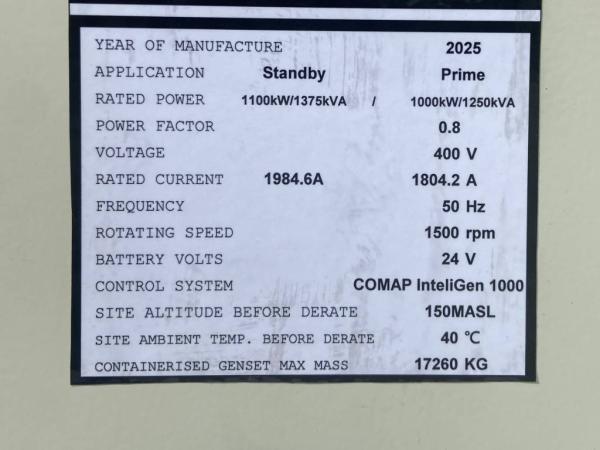 YEAR OF MANUFACTURE 2025
APPLICATION Standby Prime
RATED POWER 1100kW/1375kVA / 1000kW/1250kVA
POWER FACTOR 0.8
VOLTAGE 400 V
RATED CURRENT 1984.6A 1804.2 A
FREQUENCY 50 Hz
ROTATING SPEED 1500 rpm
BATTERY VOLTS 24 V
CONTROL SYSTEM COMAP InteliGen 1000
SITE ALTITUDE BEFORE DERATE 150MASL
SITE AMBIENT TEMP. BEFORE DERATE 40 ℃
CONTAINERISED GENSET MAX MASS 17260 KG